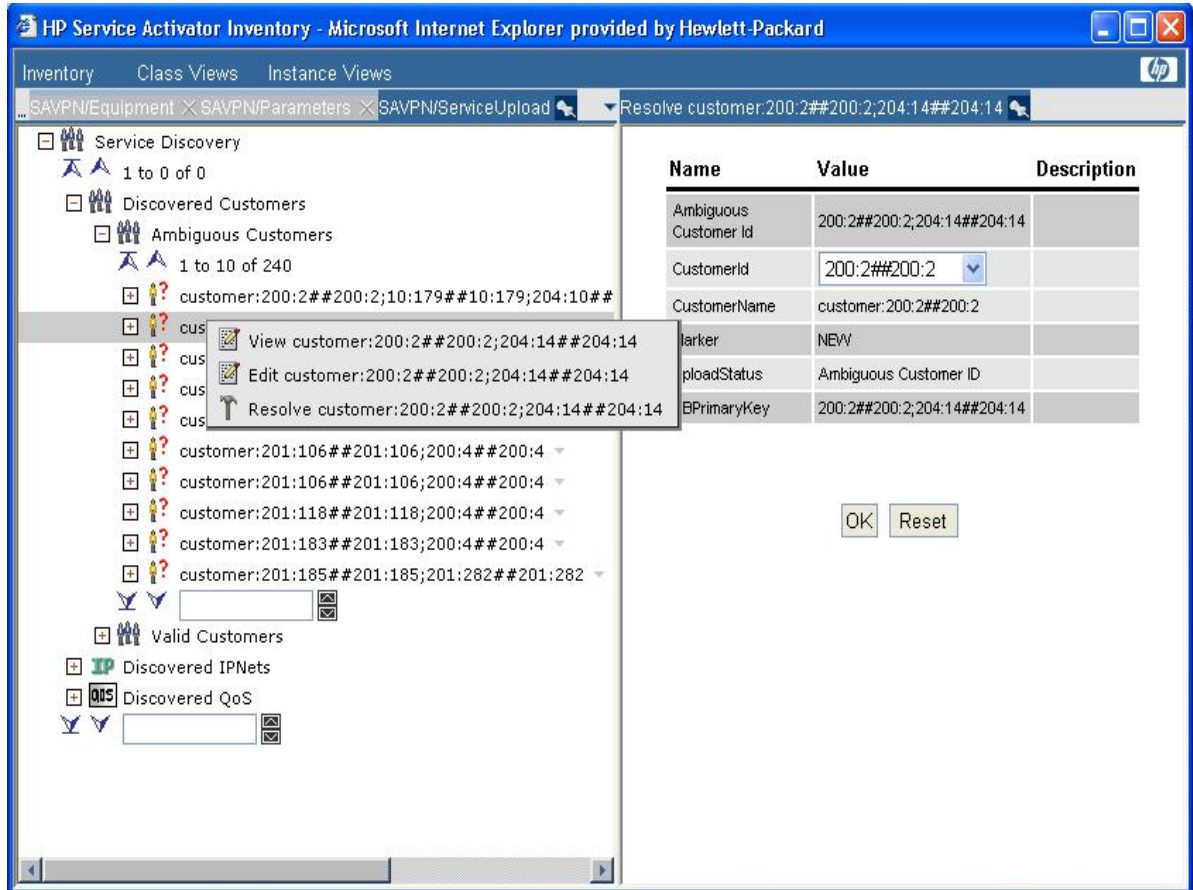 HP Service Activator Inventory - Microsoft Internet Explorer provided by Hewlett-Packard
Inventory Class Views Instance Views
hp
SAVPN/Equipment SAVPN/Parameters SAVPN/ServiceUpload
Resolve customer:200:2##200:2;204:14##204:14
Service Discovery
1 to 0 of 0
Discovered Customers
Ambiguous Customers
1 to 10 of 240
customer:200:2##200:2;10:179##10:179;204:10##
cus
View customer:200:2##200:2;204:14##204:14
cus
Edit customer:200:2##200:2;204:14##204:14
cus
Resolve customer:200:2##200:2;204:14##204:14
cus
customer:201:106##201:106;200:4##200:4
customer:201:106##201:106;200:4##200:4
customer:201:118##201:118;200:4##200:4
customer:201:183##201:183;200:4##200:4
customer:201:185##201:185;201:282##201:282
Valid Customers
IP Discovered IPNets
QoS Discovered QoS
Name Value Description
Ambiguous
Customer Id 200:2##200:2;204:14##204:14
CustomerId 200:2##200:2
CustomerName customer:200:2##200:2
arker NEW
ploadStatus Ambiguous Customer ID
BPrimaryKey 200:2##200:2;204:14##204:14
OK Reset